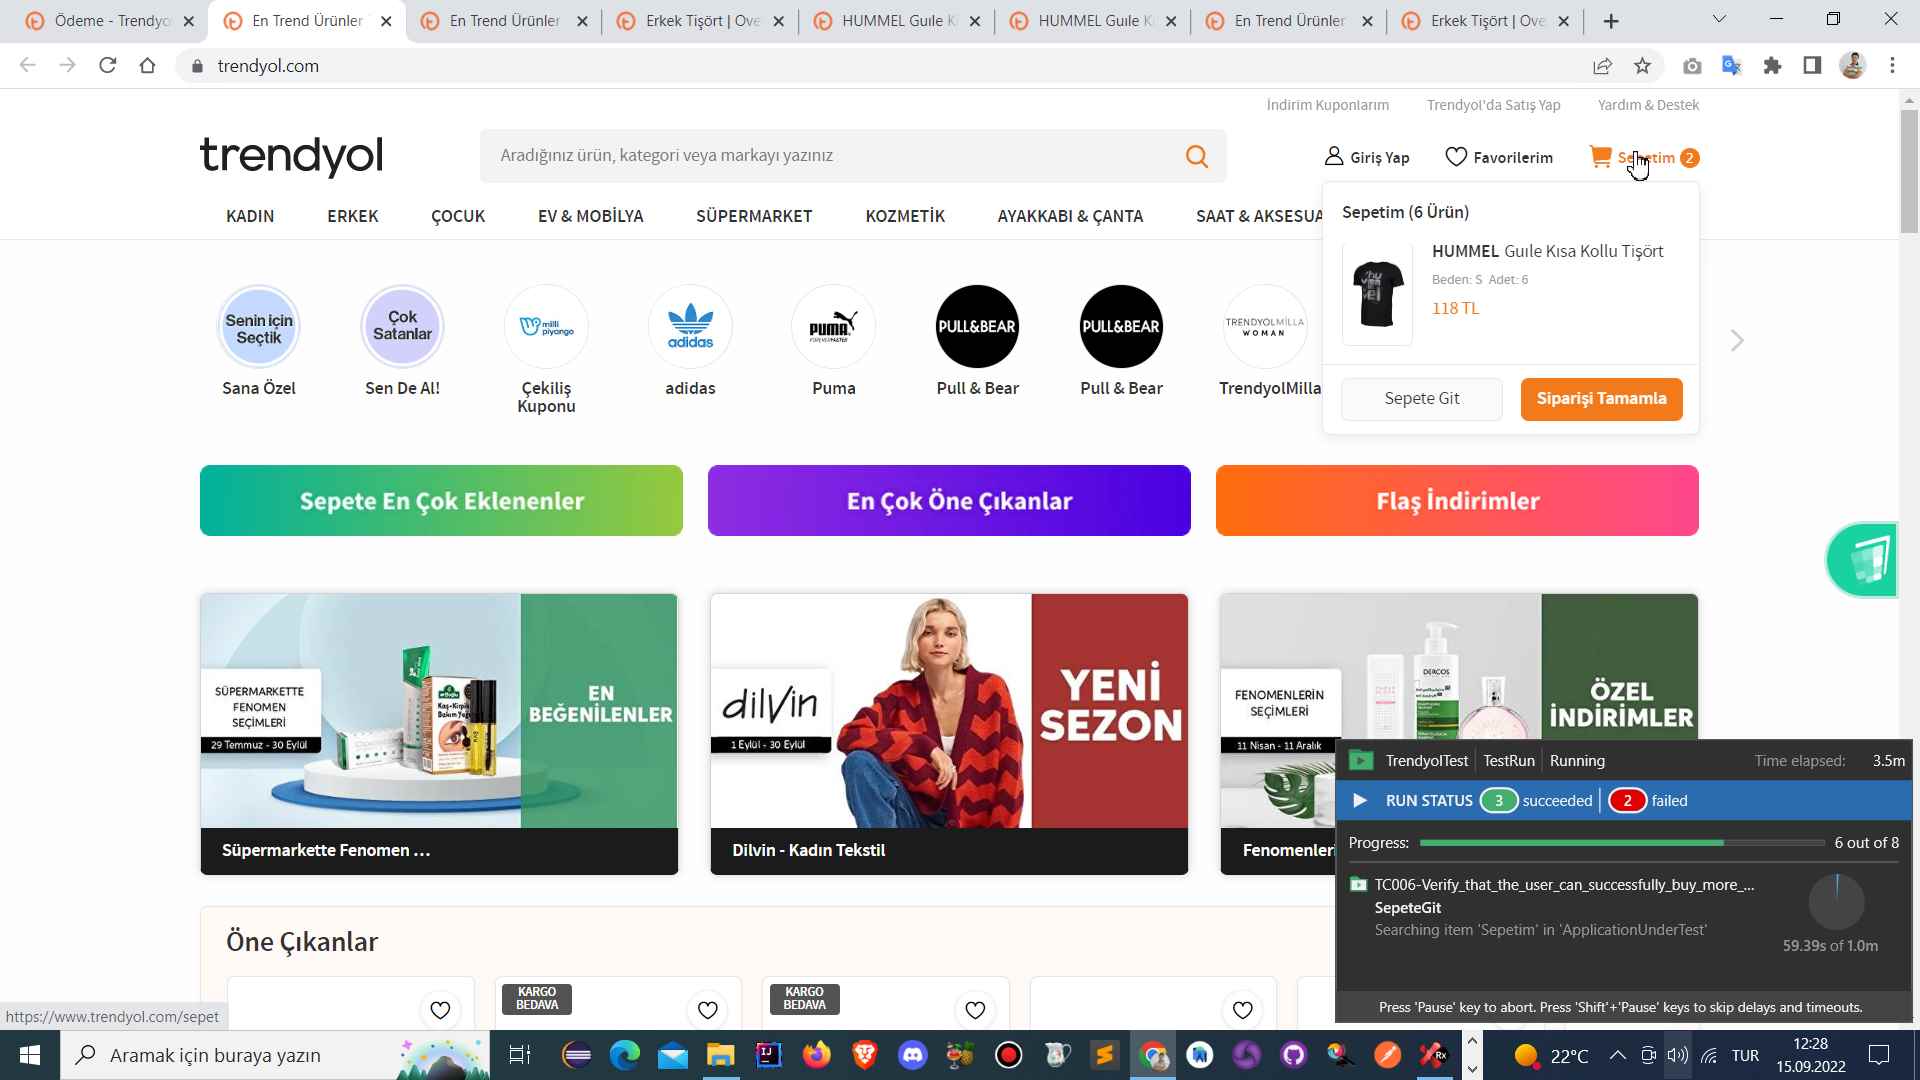 Ödeme - Trendyo
En Trend Ürünler
En Trend Ürünler
Erkek Tişört | Ove
HUMMEL Guıle K
HUMMEL Guıle K
En Trend Ürünler
Erkek Tişört | Ove
trendyol.com
İndirim Kuponlarım
Trendyol'da Satış Yap
Yardım & Destek
trendyol
Aradığınız ürün, kategori veya markayı yazınız
Giriş Yap
Favorilerim
Sepetim 2
KADIN
ERKEK
ÇOCUK
EV & MOBİLYA
SÜPERMARKET
KOZMETİK
AYAKKABI & ÇANTA
SAAT & AKSESUA
Sepetim (6 Ürün)
HUMMEL Guıle Kısa Kollu Tişört
Beden: S Adet: 6
118 TL
Sepete Git
Siparişi Tamamla
Senin için
Seçtik
Çok
Satanlar
milli
piyango
adidas
PUMA
FOREVER FASTER
PULL&BEAR
PULL&BEAR
TRENDYOLMİLLA
WOMAN
Sana Özel
Sen De Al!
Çekiliş
Kuponu
adidas
Puma
Pull & Bear
Pull & Bear
TrendyolMilla
Sepete En Çok Eklenenler
En Çok Öne Çıkanlar
Flaş İndirimler
SÜPERMARKETTE
FENOMEN
SEÇİMLERİ
29 Temmuz - 30 Eylül
EN
BEĞENİLENLER
Süpermarkette Fenomen ...
dilvin
1 Eylül - 30 Eylül
YENİ
SEZON
Dilvin - Kadın Tekstil
FENOMENLERİN
SEÇİMLERİ
11 Nisan - 11 Aralık
DERCOS
ÖZEL
İNDİRİMLER
Fenomenleri
TrendyolTest
TestRun
Running
Time elapsed: 3.5m
RUN STATUS 3 succeeded 2 failed
Progress: 6 out of 8
TC006-Verify_that_the_user_can_successfully_buy_more_...
SepeteGit
Searching item 'Sepetim' in 'ApplicationUnderTest'
59.39s of 1.0m
Press 'Pause' key to abort. Press 'Shift'+'Pause' keys to skip delays and timeouts.
Öne Çıkanlar
KARGO
BEDAVA
KARGO
BEDAVA
https://www.trendyol.com/sepet
Aramak için buraya yazın
22°C
TUR
12:28
15.09.2022